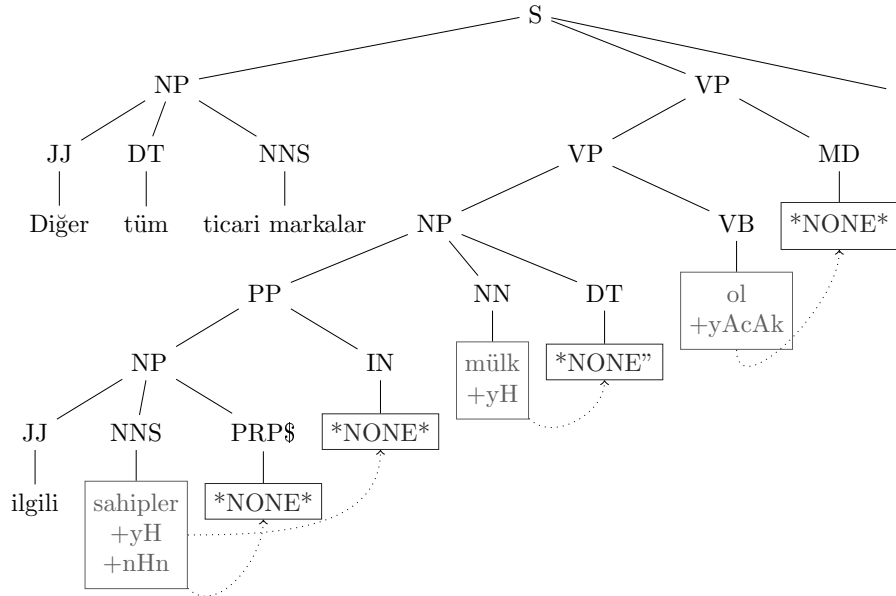 S
NP VP
JJ DT NNS VP MD
Diğer tüm ticari markalar NP VB *NONE*
PP NN DT ol
+yAcAk
NP IN mülk
+yH *NONE”
JJ NNS PRP$ *NONE*
ilgili sahipler
+yH
+nHn *NONE*